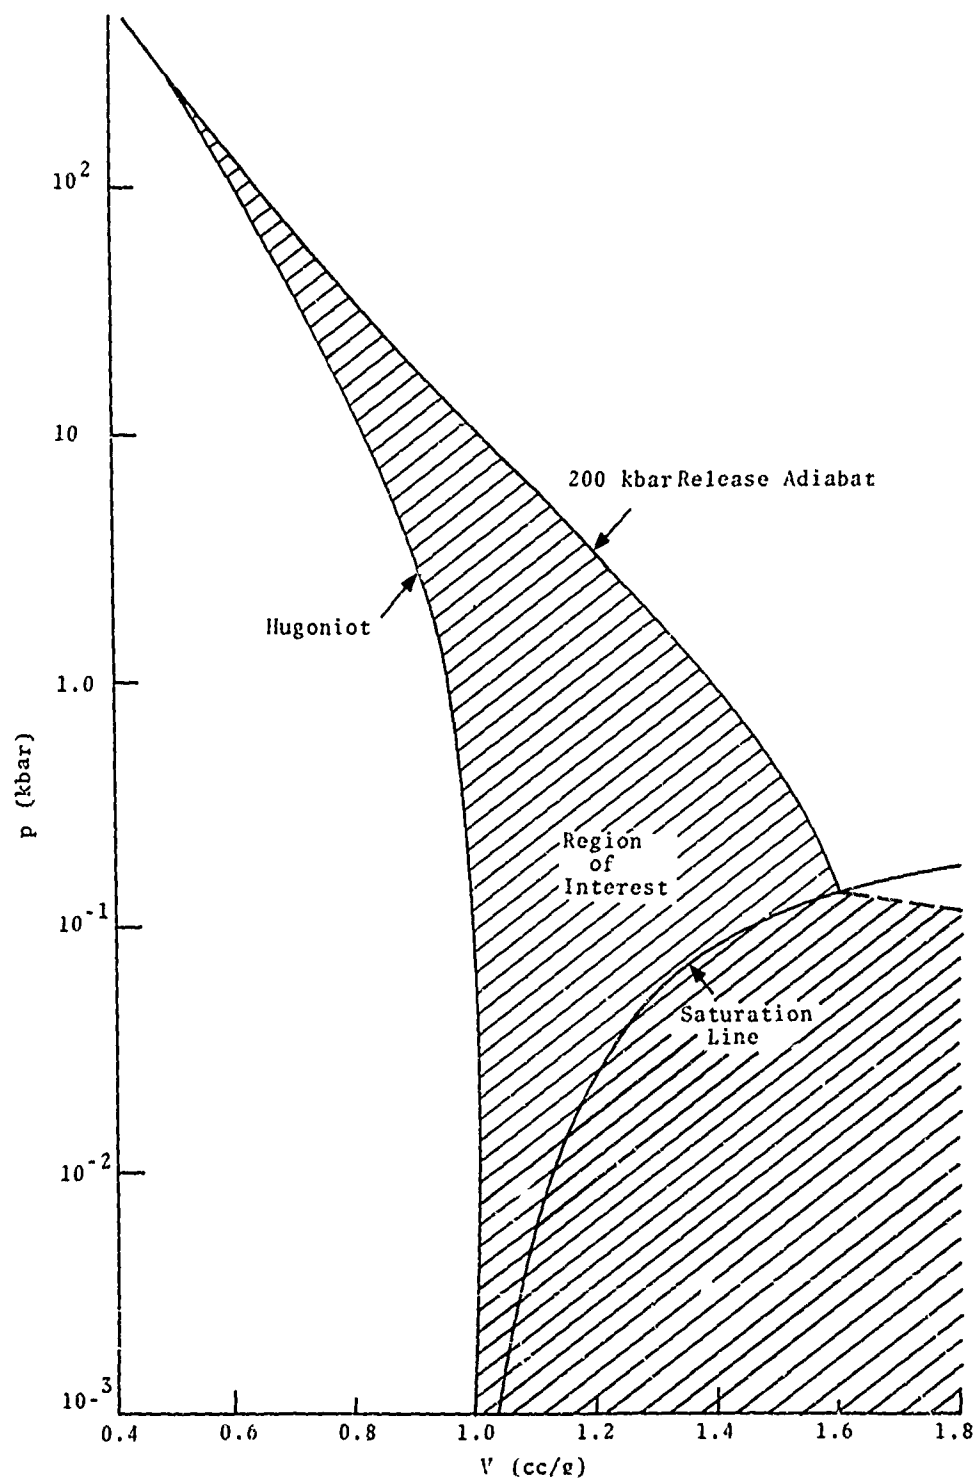 10²
10
200 kbar Release Adiabat
Hugoniot
1.0
p (kbar)
Region
of
Interest
10⁻¹
Saturation
Line
10⁻²
10⁻³
0.4 0.6 0.8 1.0 1.2 1.4 1.6 1.8
V (cc/g)